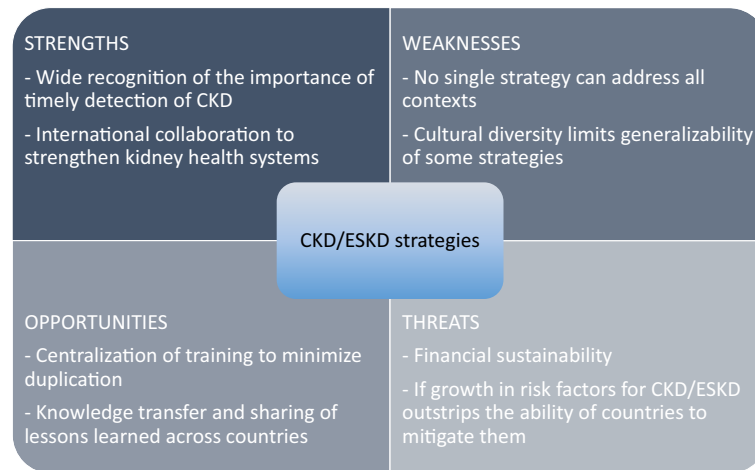 STRENGTHS
- Wide recognition of the importance of
timely detection of CKD
- International collaboration to
strengthen kidney health systems
WEAKNESSES
- No single strategy can address all
contexts
- Cultural diversity limits generalizability
of some strategies
CKD/ESKD strategies
OPPORTUNITIES
- Centralization of training to minimize
duplication
- Knowledge transfer and sharing of
lessons learned across countries
THREATS
- Financial sustainability
- If growth in risk factors for CKD/ESKD
outstrips the ability of countries to
mitigate them